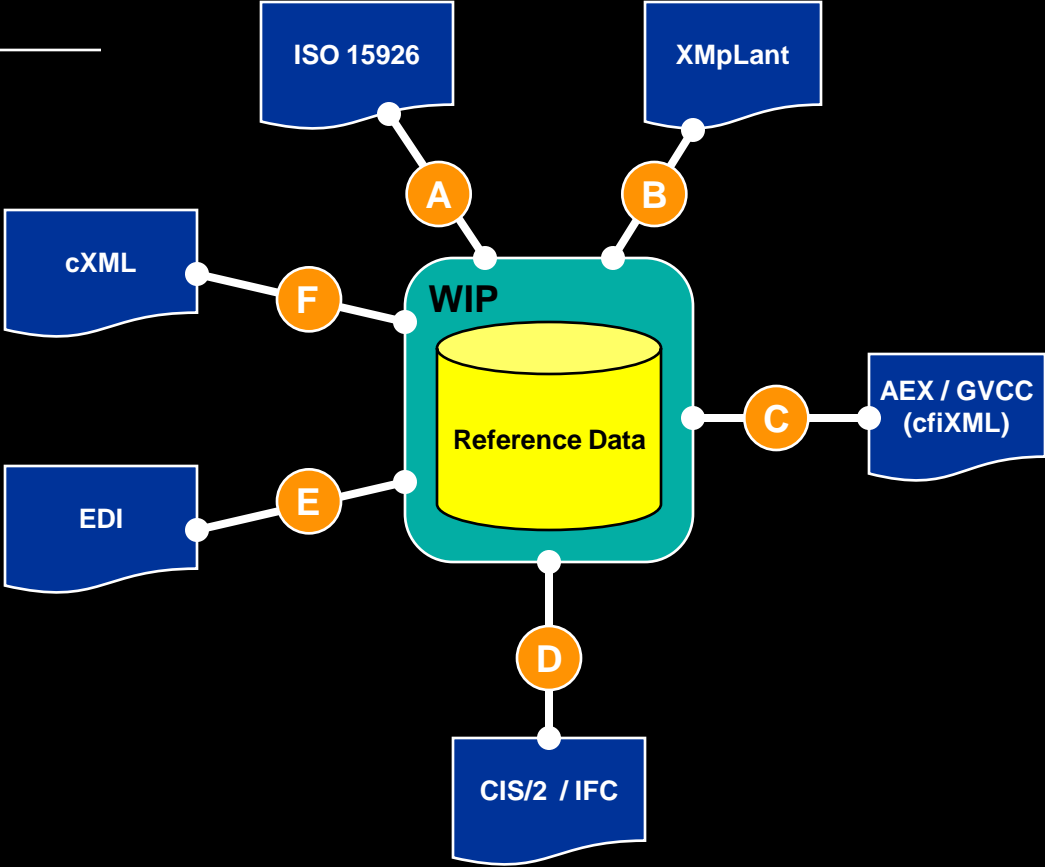 ISO 15926
XMpLant
A
B
cXML
F
WIP
AEX / GVCC
(cfiXML)
C
Reference Data
E
EDI
D
CIS/2 / IFC